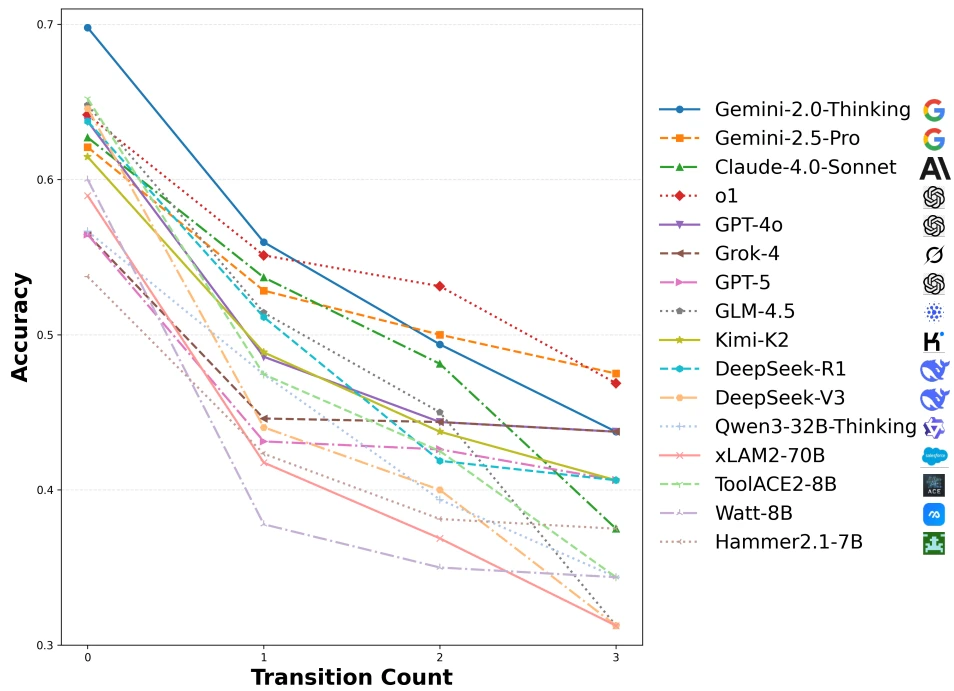 0.7
0.6
0.5
0.4
0.3
Accuracy
0
1
2
3
Transition Count
Gemini-2.0-Thinking
Gemini-2.5-Pro
Claude-4.0-Sonnet
o1
GPT-4o
Grok-4
GPT-5
GLM-4.5
Kimi-K2
DeepSeek-R1
DeepSeek-V3
Qwen3-32B-Thinking
xLAM2-70B
salesforce
ToolACE2-8B
ACE
Watt-8B
Hammer2.1-7B